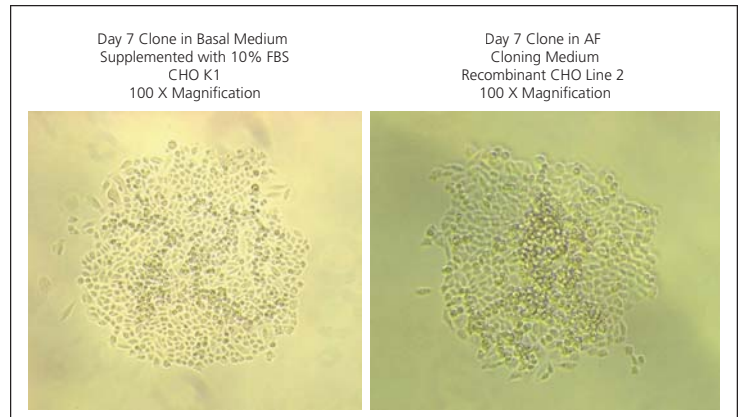 Day 7 Clone in Basal Medium
Supplemented with 10% FBS
CHO K1
100 X Magnification
Day 7 Clone in AF
Cloning Medium
Recombinant CHO Line 2
100 X Magnification